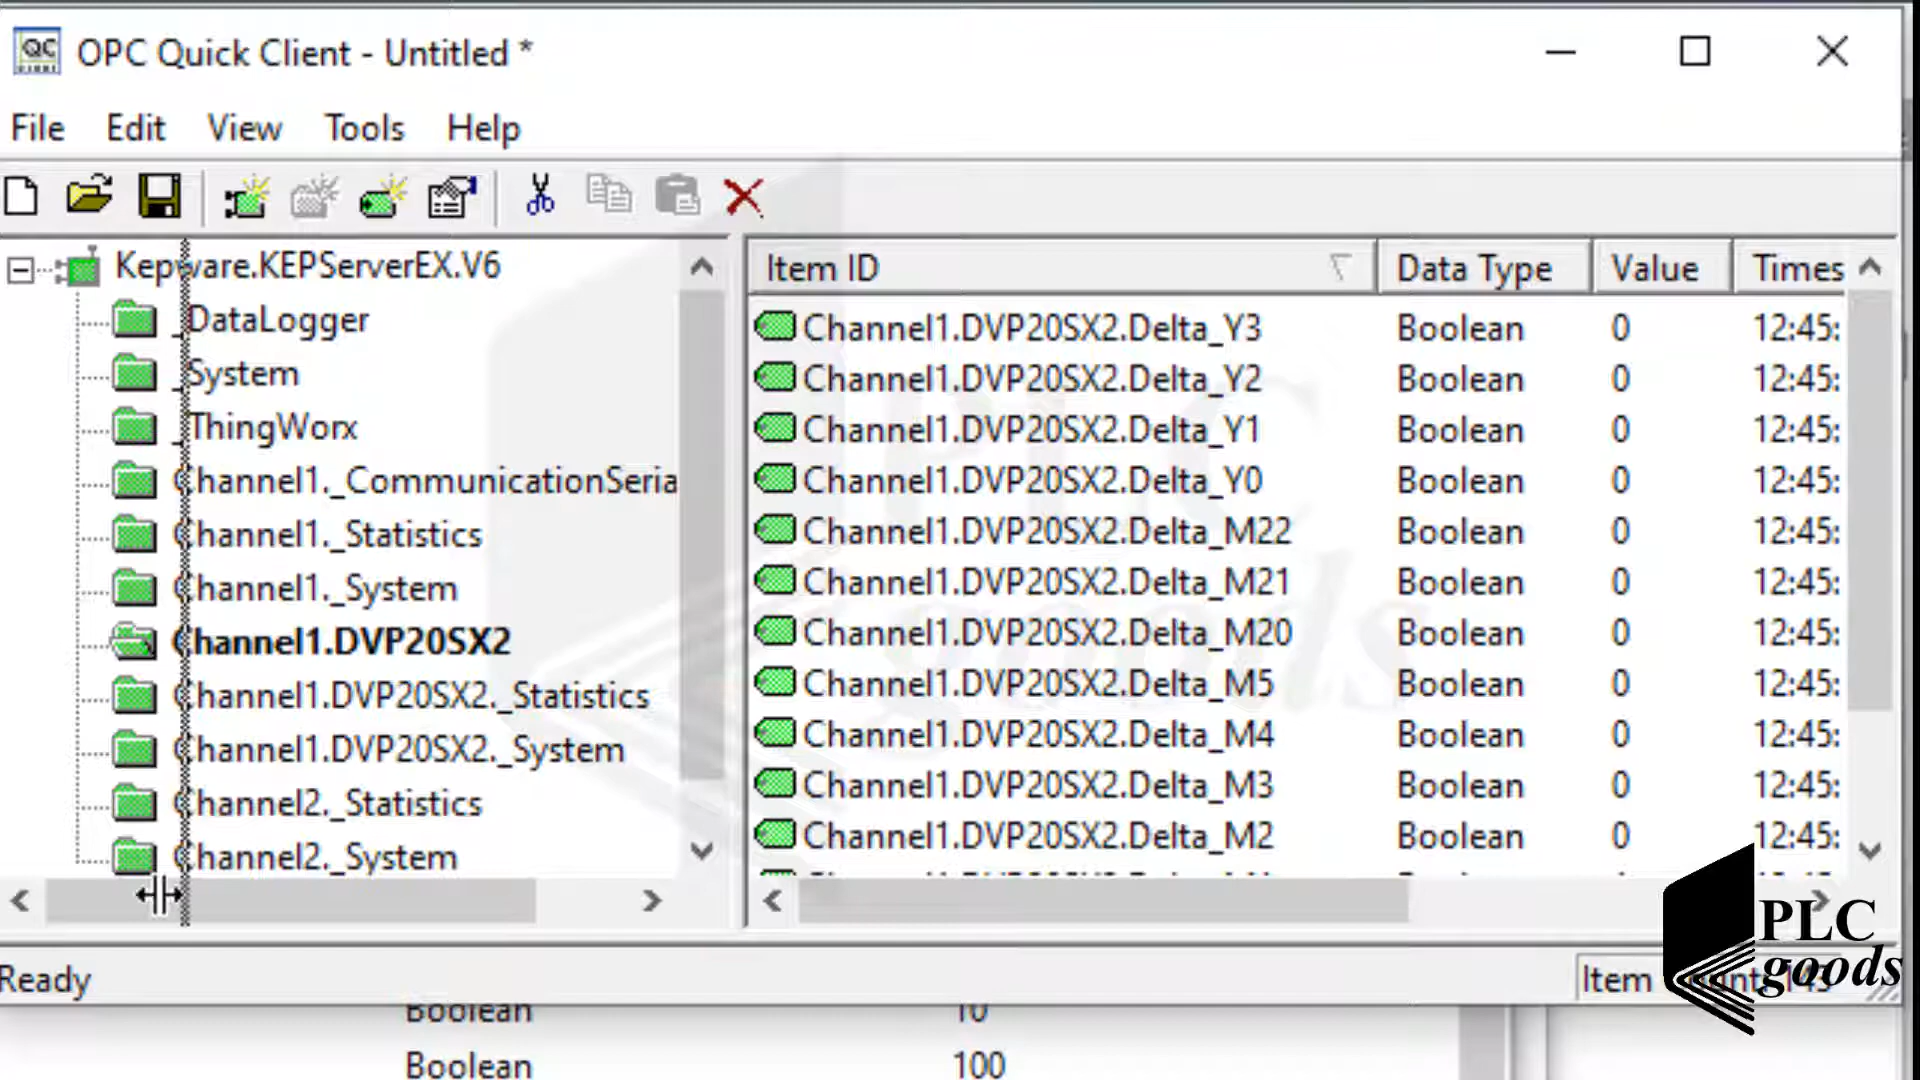 OPC Quick Client - Untitled *
File Edit View Tools Help
Kepware.KEPServerEX.V6
_DataLogger
_System
_ThingWorx
Channel1._CommunicationSeria
Channel1._Statistics
Channel1._System
Channel1.DVP20SX2
Channel1.DVP20SX2._Statistics
Channel1.DVP20SX2._System
Channel2._Statistics
Channel2._System
Item ID Data Type Value Times
Channel1.DVP20SX2.Delta_Y3 Boolean 0 12:45:
Channel1.DVP20SX2.Delta_Y2 Boolean 0 12:45:
Channel1.DVP20SX2.Delta_Y1 Boolean 0 12:45:
Channel1.DVP20SX2.Delta_Y0 Boolean 0 12:45:
Channel1.DVP20SX2.Delta_M22 Boolean 0 12:45:
Channel1.DVP20SX2.Delta_M21 Boolean 0 12:45:
Channel1.DVP20SX2.Delta_M20 Boolean 0 12:45:
Channel1.DVP20SX2.Delta_M5 Boolean 0 12:45:
Channel1.DVP20SX2.Delta_M4 Boolean 0 12:45:
Channel1.DVP20SX2.Delta_M3 Boolean 0 12:45:
Channel1.DVP20SX2.Delta_M2 Boolean 0 12:45:
PLC
goods
Ready
Item
Boolean 10
Boolean 100
PLC
goods